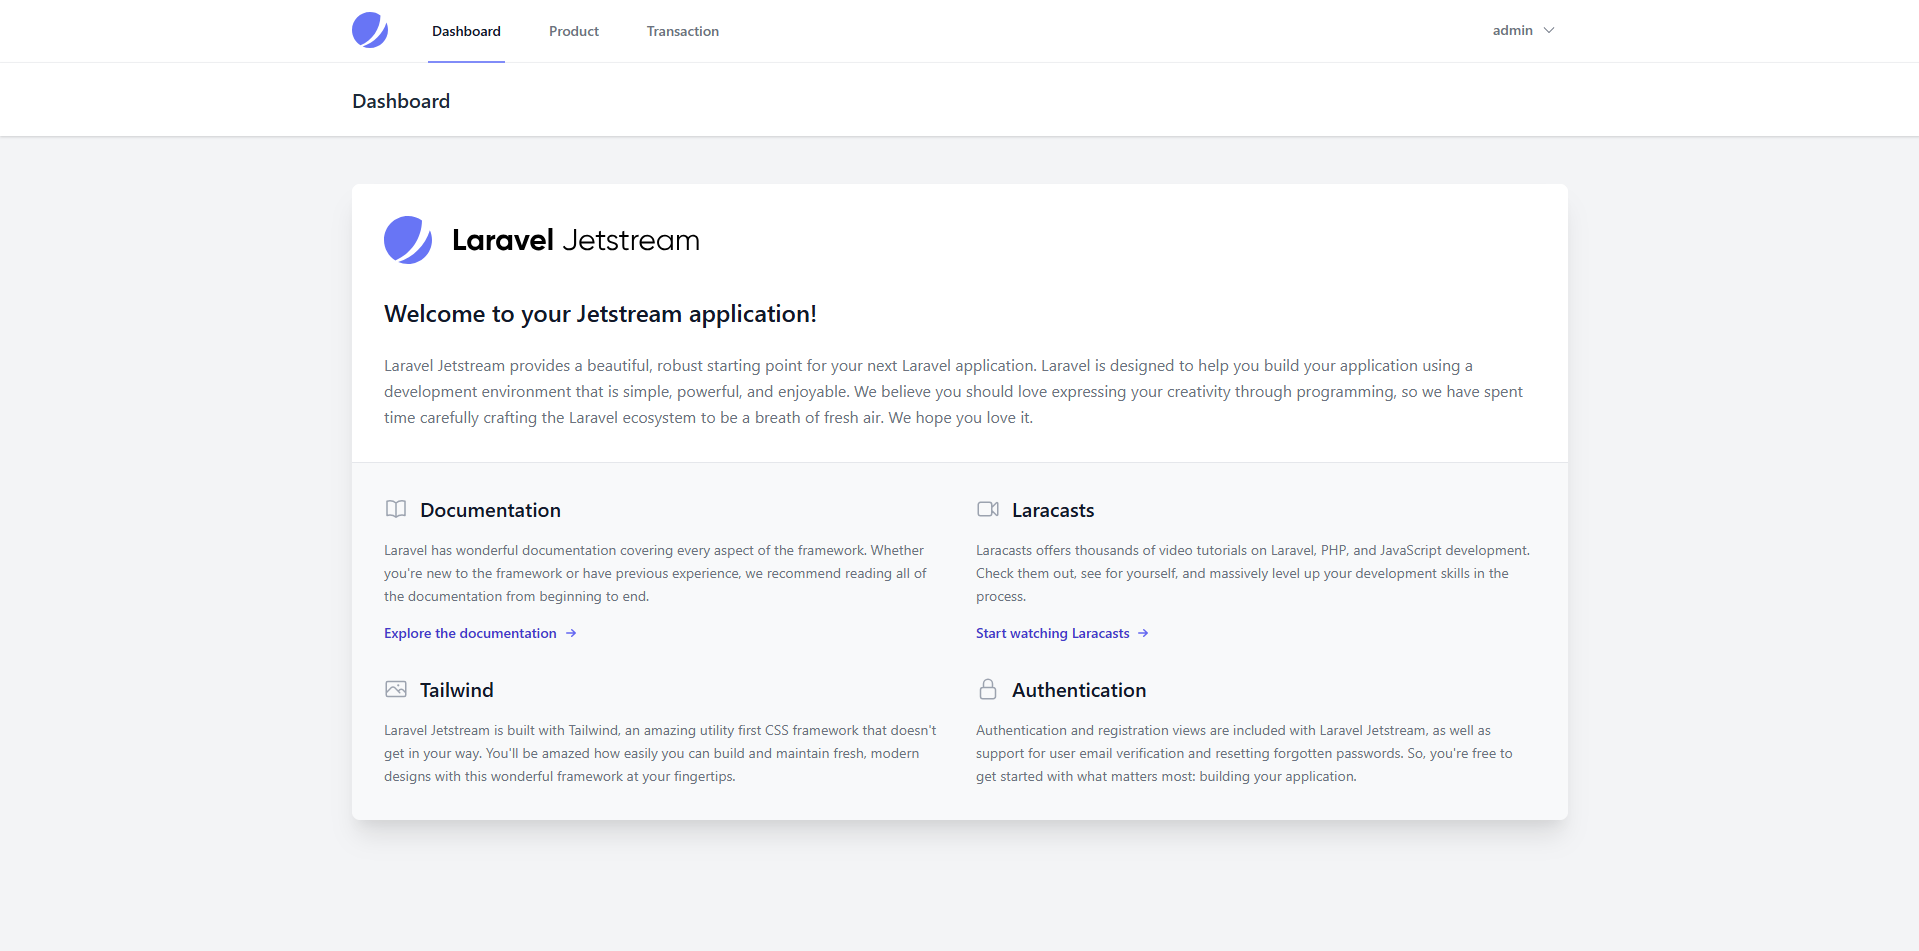 Dashboard Product Transaction admin
Dashboard
Laravel Jetstream
Welcome to your Jetstream application!
Laravel Jetstream provides a beautiful, robust starting point for your next Laravel application. Laravel is designed to help you build your application using a
development environment that is simple, powerful, and enjoyable. We believe you should love expressing your creativity through programming, so we have spent
time carefully crafting the Laravel ecosystem to be a breath of fresh air. We hope you love it.
Documentation
Laravel has wonderful documentation covering every aspect of the framework. Whether
you're new to the framework or have previous experience, we recommend reading all of
the documentation from beginning to end.
Explore the documentation
Laracasts
Laracasts offers thousands of video tutorials on Laravel, PHP, and JavaScript development.
Check them out, see for yourself, and massively level up your development skills in the
process.
Start watching Laracasts
Tailwind
Laravel Jetstream is built with Tailwind, an amazing utility first CSS framework that doesn't
get in your way. You'll be amazed how easily you can build and maintain fresh, modern
designs with this wonderful framework at your fingertips.
Authentication
Authentication and registration views are included with Laravel Jetstream, as well as
support for user email verification and resetting forgotten passwords. So, you're free to
get started with what matters most: building your application.